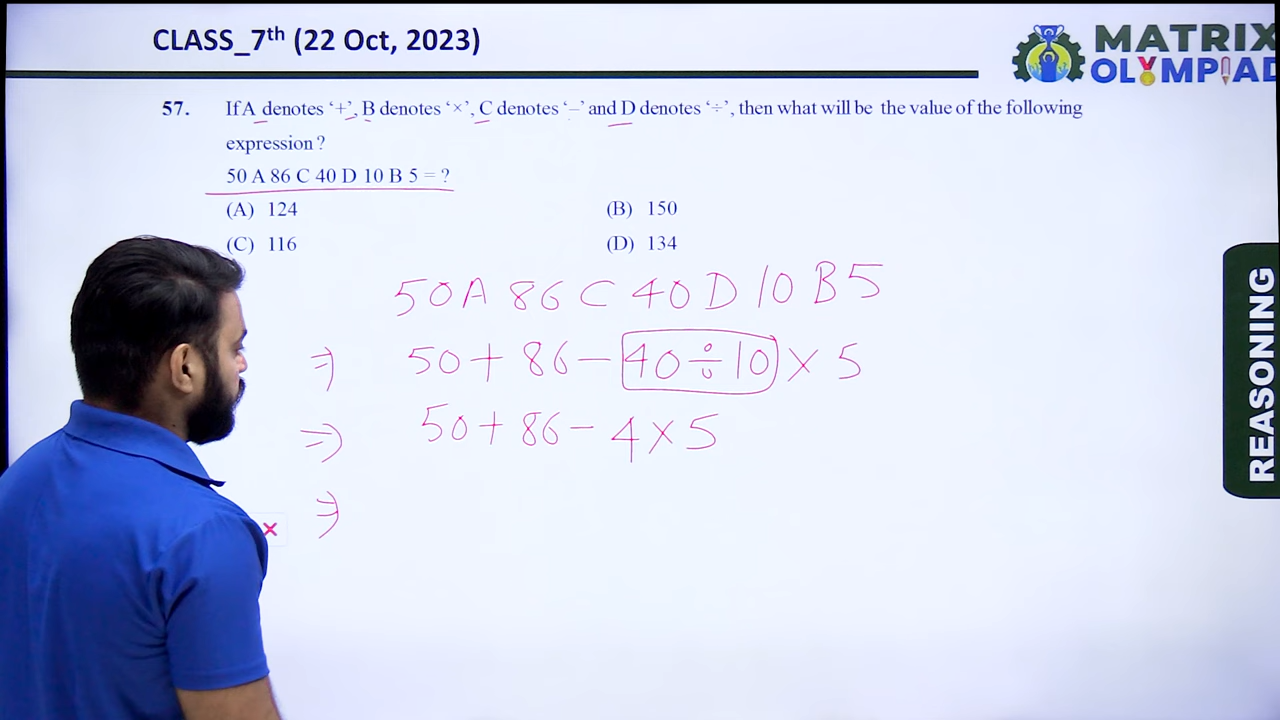 CLASS_7th (22 Oct, 2023)
MATRIX
OLYMPIAD
57. If A denotes ‘+’, B denotes ‘×’, C denotes ‘–’ and D denotes ‘÷’, then what will be the value of the following
expression ?
50 A 86 C 40 D 10 B 5 = ?
(A) 124 (B) 150
(C) 116 (D) 134
50 A 86 C 40 D 10 B 5
⇒ 50 + 86 – 40 ÷ 10 × 5
⇒ 50 + 86 – 4 × 5
⇒
REASONING